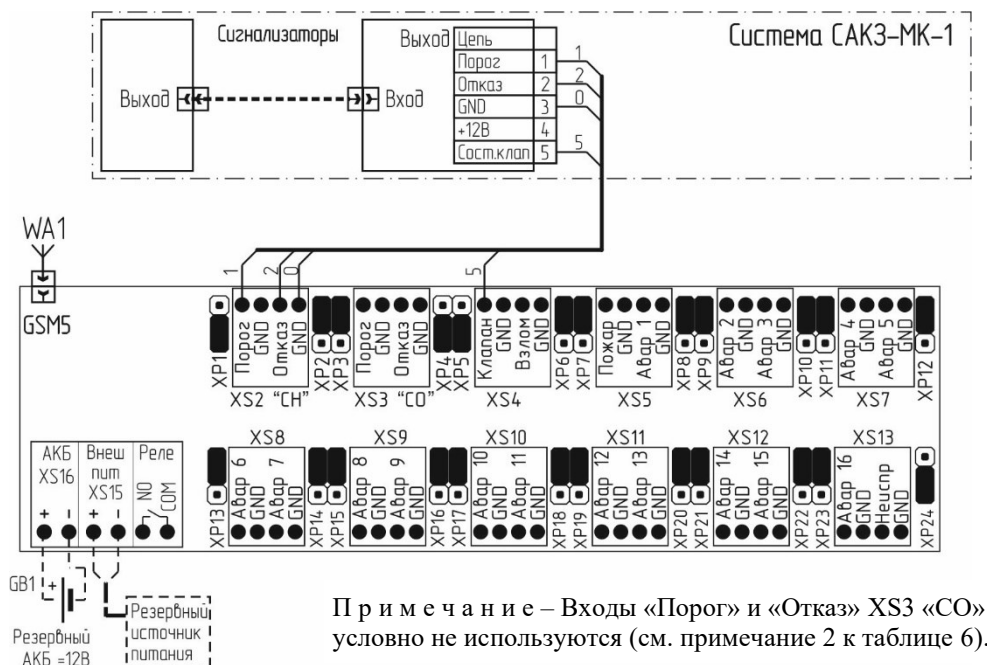 Сигнализаторы
Система САКЗ-МК-1
Выход
Вход
Выход
Цепь
Порог 1
Отказ 2
GND 3
+12В 4
Сост.клап 5
1
2
0
5
WA1
GSM5
1
2
0
5
XP1
Порог
GND
Отказ
GND
XP2
XP3
Порог
GND
Отказ
GND
XP4
XP5
Клапан
GND
Взлом
GND
XP6
XP7
Пожар
GND
Авар 1
GND
XP8
XP9
Авар 2
GND
Авар 3
GND
XP10
XP11
Авар 4
GND
Авар 5
GND
XP12
XS2 "CH"
XS3 "CO"
XS4
XS5
XS6
XS7
АКБ
XS16
Внеш
пит
XS15
Реле
NO
COM
+
-
+
-
XS8
XS9
XS10
XS11
XS12
XS13
XP13
Авар 6
GND
Авар 7
GND
XP14
XP15
Авар 8
GND
Авар 9
GND
XP16
XP17
Авар 10
GND
Авар 11
GND
XP18
XP19
Авар 12
GND
Авар 13
GND
XP20
XP21
Авар 14
GND
Авар 15
GND
XP22
XP23
Авар 16
GND
Неиспр
GND
XP24
GB1
+
Резервный
АКБ =12В
Резервный
источник
питания
П р и м е ч а н и е – Входы «Порог» и «Отказ» XS3 «СО»
условно не используются (см. примечание 2 к таблице 6).